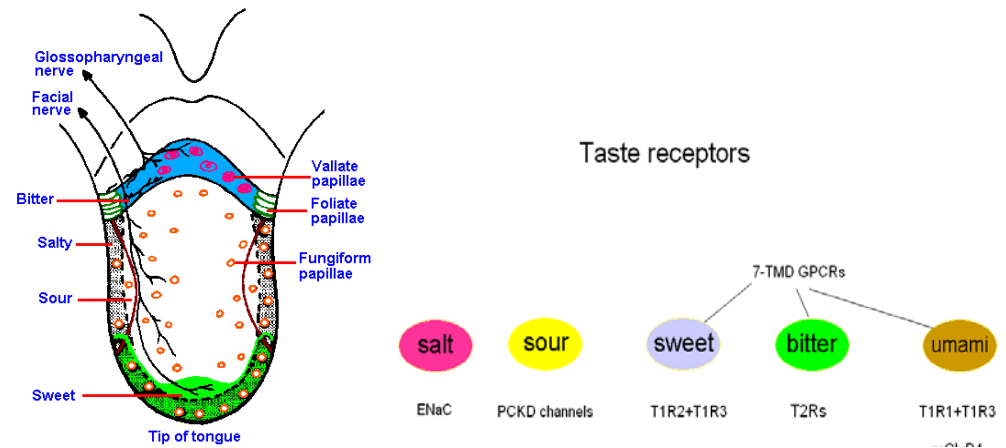 Glossopharyngeal
nerve
Facial
nerve
Vallate
papillae
Bitter
Foliate
papillae
Salty
Fungiform
papillae
Sour
Sweet
Tip of tongue
Taste receptors
7-TMD GPCRs
salt
sour
sweet
bitter
umami
ENaC
PCKD channels
T1R2+T1R3
T2Rs
T1R1+T1R3